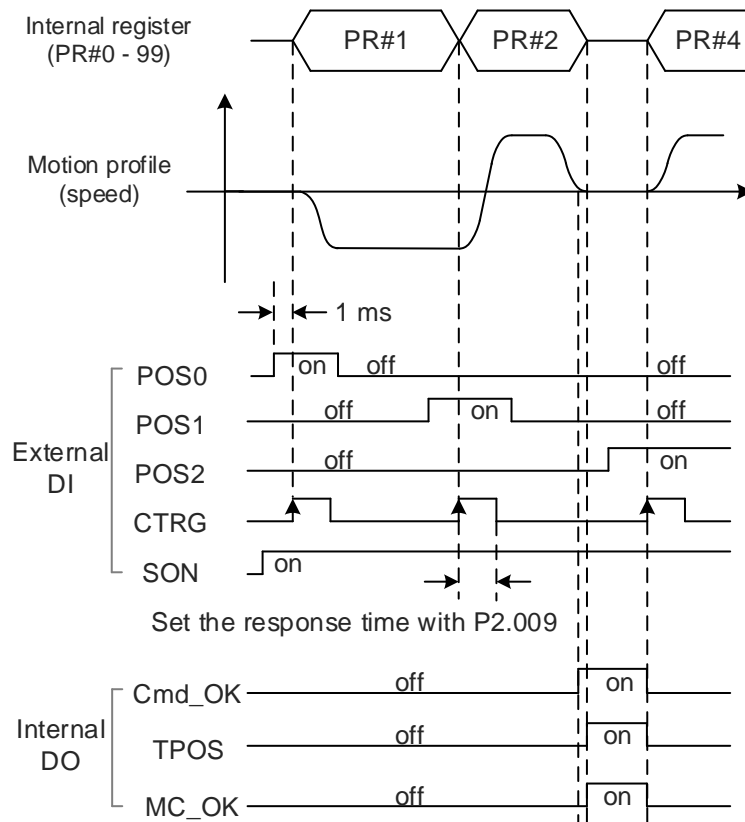 Internal register
(PR#0 - 99)
PR#1
PR#2
PR#4
Motion profile
(speed)
1 ms
External
DI
POS0
on
off
off
POS1
off
on
off
POS2
off
on
CTRG
SON
on
Set the response time with P2.009
Internal
DO
Cmd_OK
off
on
TPOS
off
on
MC_OK
off
on